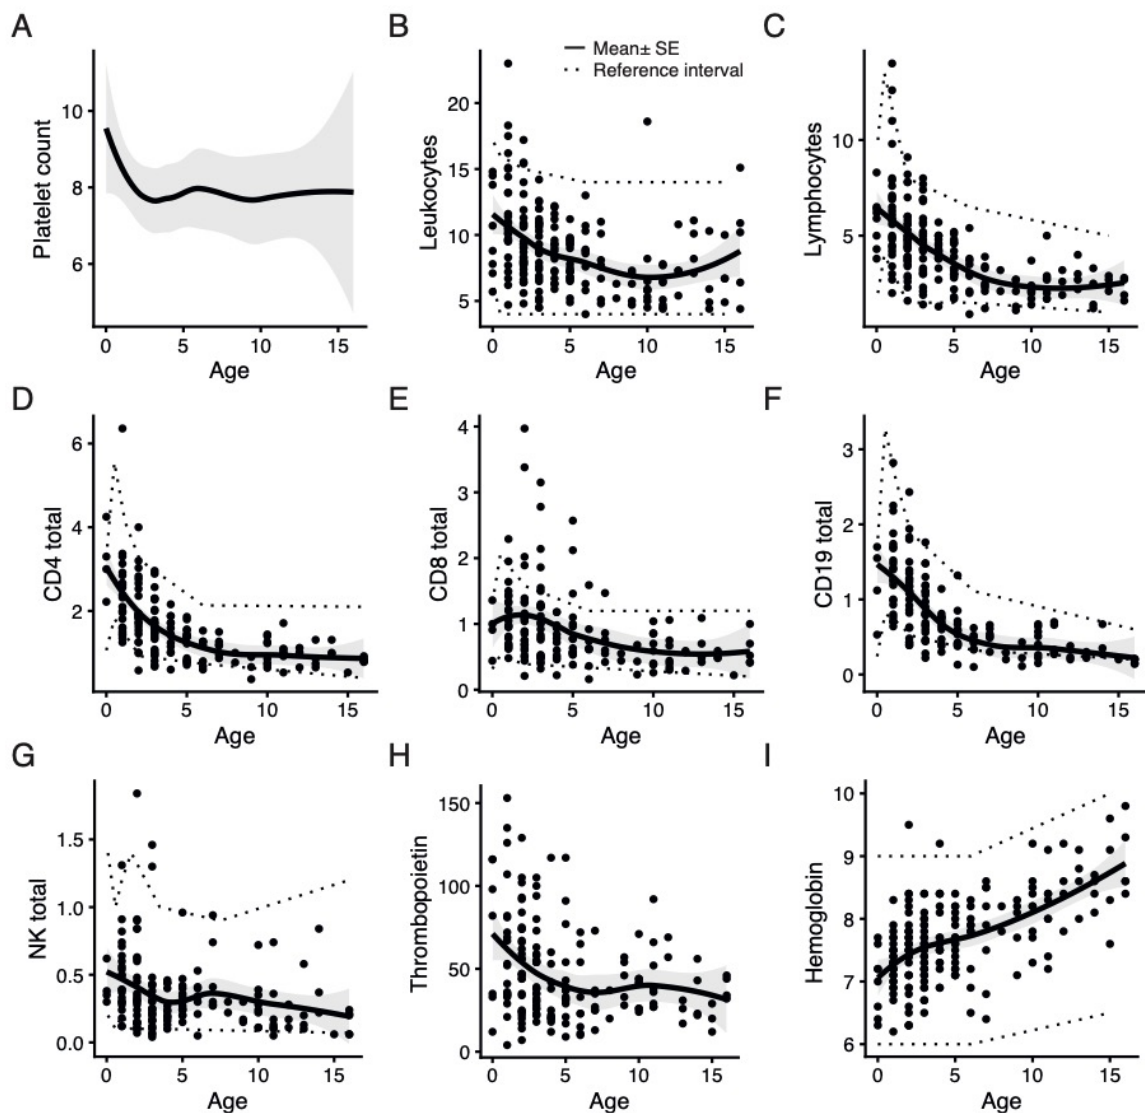 A
Platelet count
10
8
6
0 5 10 15
Age
B
Mean± SE
Reference interval
Leukocytes
20
15
10
5
0 5 10 15
Age
C
Lymphocytes
10
5
0 5 10 15
Age
D
CD4 total
6
4
2
0 5 10 15
Age
E
CD8 total
4
3
2
1
0
0 5 10 15
Age
F
CD19 total
3
2
1
0
0 5 10 15
Age
G
NK total
1.5
1.0
0.5
0.0
0 5 10 15
Age
H
Thrombopoietin
150
100
50
0
0 5 10 15
Age
I
Hemoglobin
10
9
8
7
6
0 5 10 15
Age